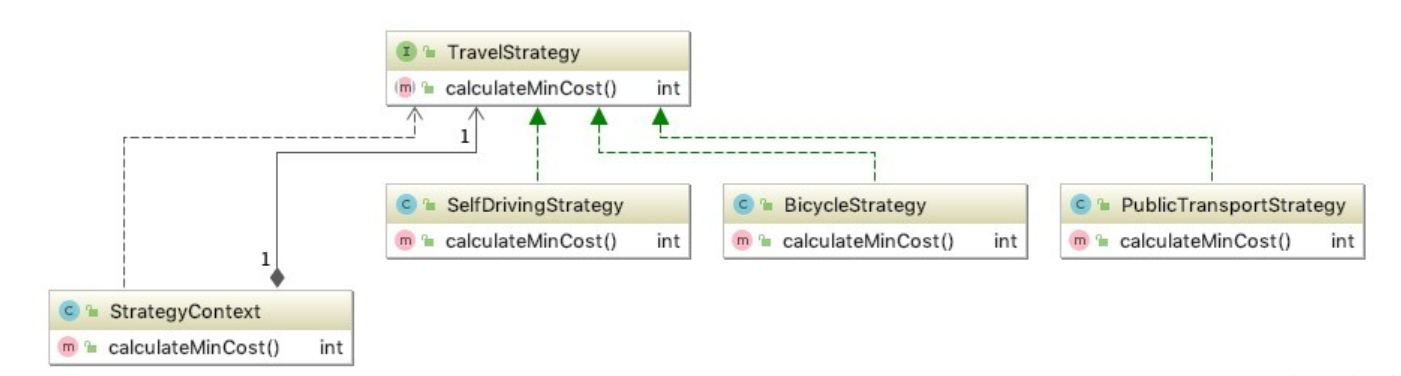 TravelStrategy
calculateMinCost() int
1
SelfDrivingStrategy
calculateMinCost() int
BicycleStrategy
calculateMinCost() int
PublicTransportStrategy
calculateMinCost() int
1
StrategyContext
calculateMinCost() int